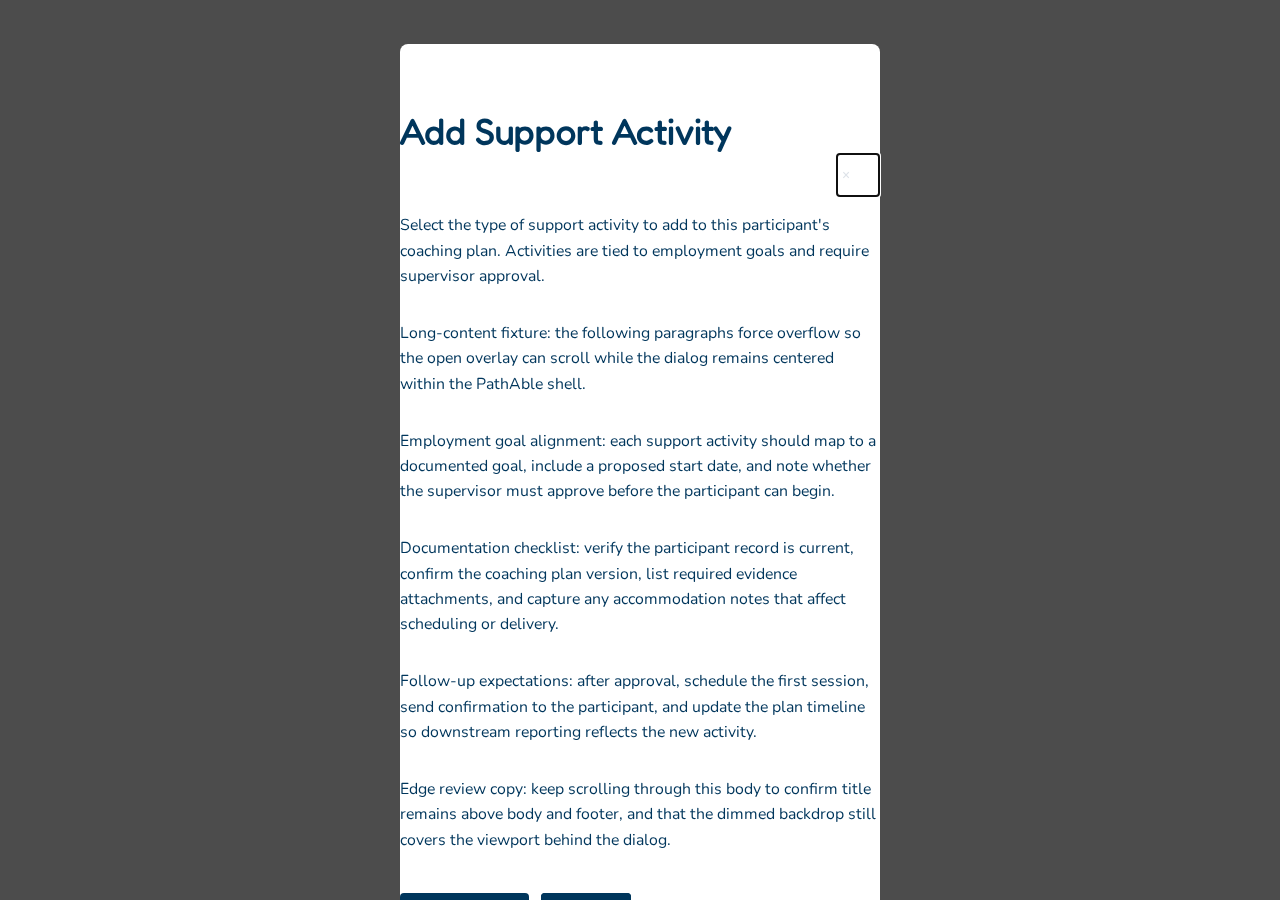 Add Support Activity
×
Select the type of support activity to add to this participant's
coaching plan. Activities are tied to employment goals and require
supervisor approval.
Long-content fixture: the following paragraphs force overflow so
the open overlay can scroll while the dialog remains centered
within the PathAble shell.
Employment goal alignment: each support activity should map to a
documented goal, include a proposed start date, and note whether
the supervisor must approve before the participant can begin.
Documentation checklist: verify the participant record is current,
confirm the coaching plan version, list required evidence
attachments, and capture any accommodation notes that affect
scheduling or delivery.
Follow-up expectations: after approval, schedule the first session,
send confirmation to the participant, and update the plan timeline
so downstream reporting reflects the new activity.
Edge review copy: keep scrolling through this body to confirm title
remains above body and footer, and that the dimmed backdrop still
covers the viewport behind the dialog.